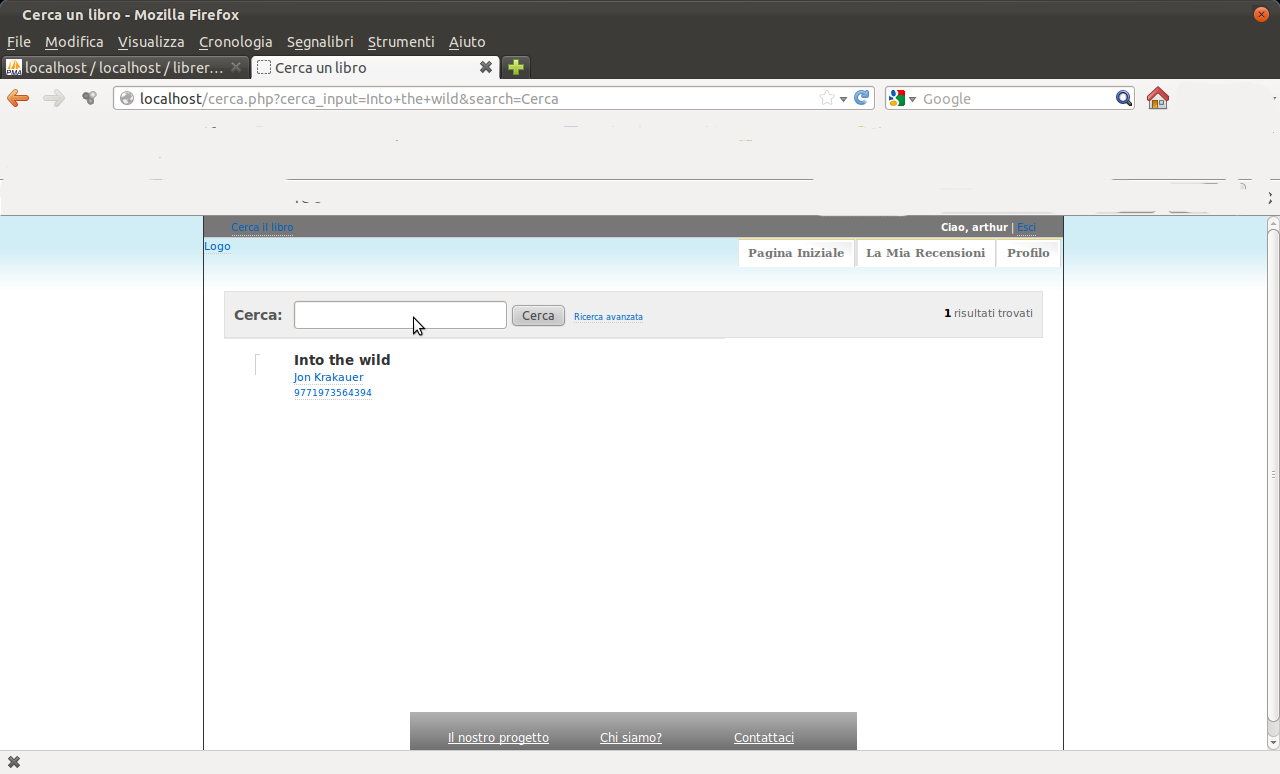 Cerca un libro - Mozilla Firefox
File Modifica Visualizza Cronologia Segnalibri Strumenti Aiuto
localhost / localhost / librer... Cerca un libro
localhost/cerca.php?cerca_input=Into+the+wild&search=Cerca Google
Cerca il libro Ciao, arthur | Esci
Logo
Pagina Iniziale La Mia Recensioni Profilo
Cerca: Cerca Ricerca avanzata 1 risultati trovati
Into the wild
Jon Krakauer
9771973564394
Il nostro progetto Chi siamo? Contattaci